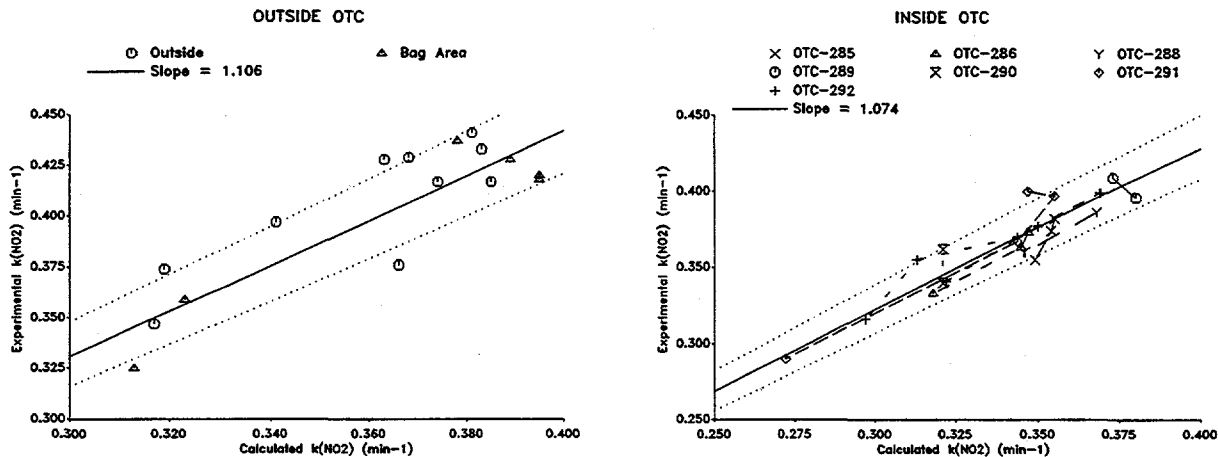 OUTSIDE OTC
Outside
Bag Area
Slope = 1.106
0.450
0.425
0.400
0.375
0.350
0.325
0.300
Experimental k(NO2) (min-1)
0.300
0.320
0.340
0.360
0.380
0.400
Calculated k(NO2) (min-1)
INSIDE OTC
OTC-285
OTC-286
OTC-288
OTC-289
OTC-290
OTC-291
OTC-292
Slope = 1.074
0.450
0.400
0.350
0.300
0.250
Experimental k(NO2) (min-1)
0.250
0.275
0.300
0.325
0.350
0.375
0.400
Calculated k(NO2) (min-1)